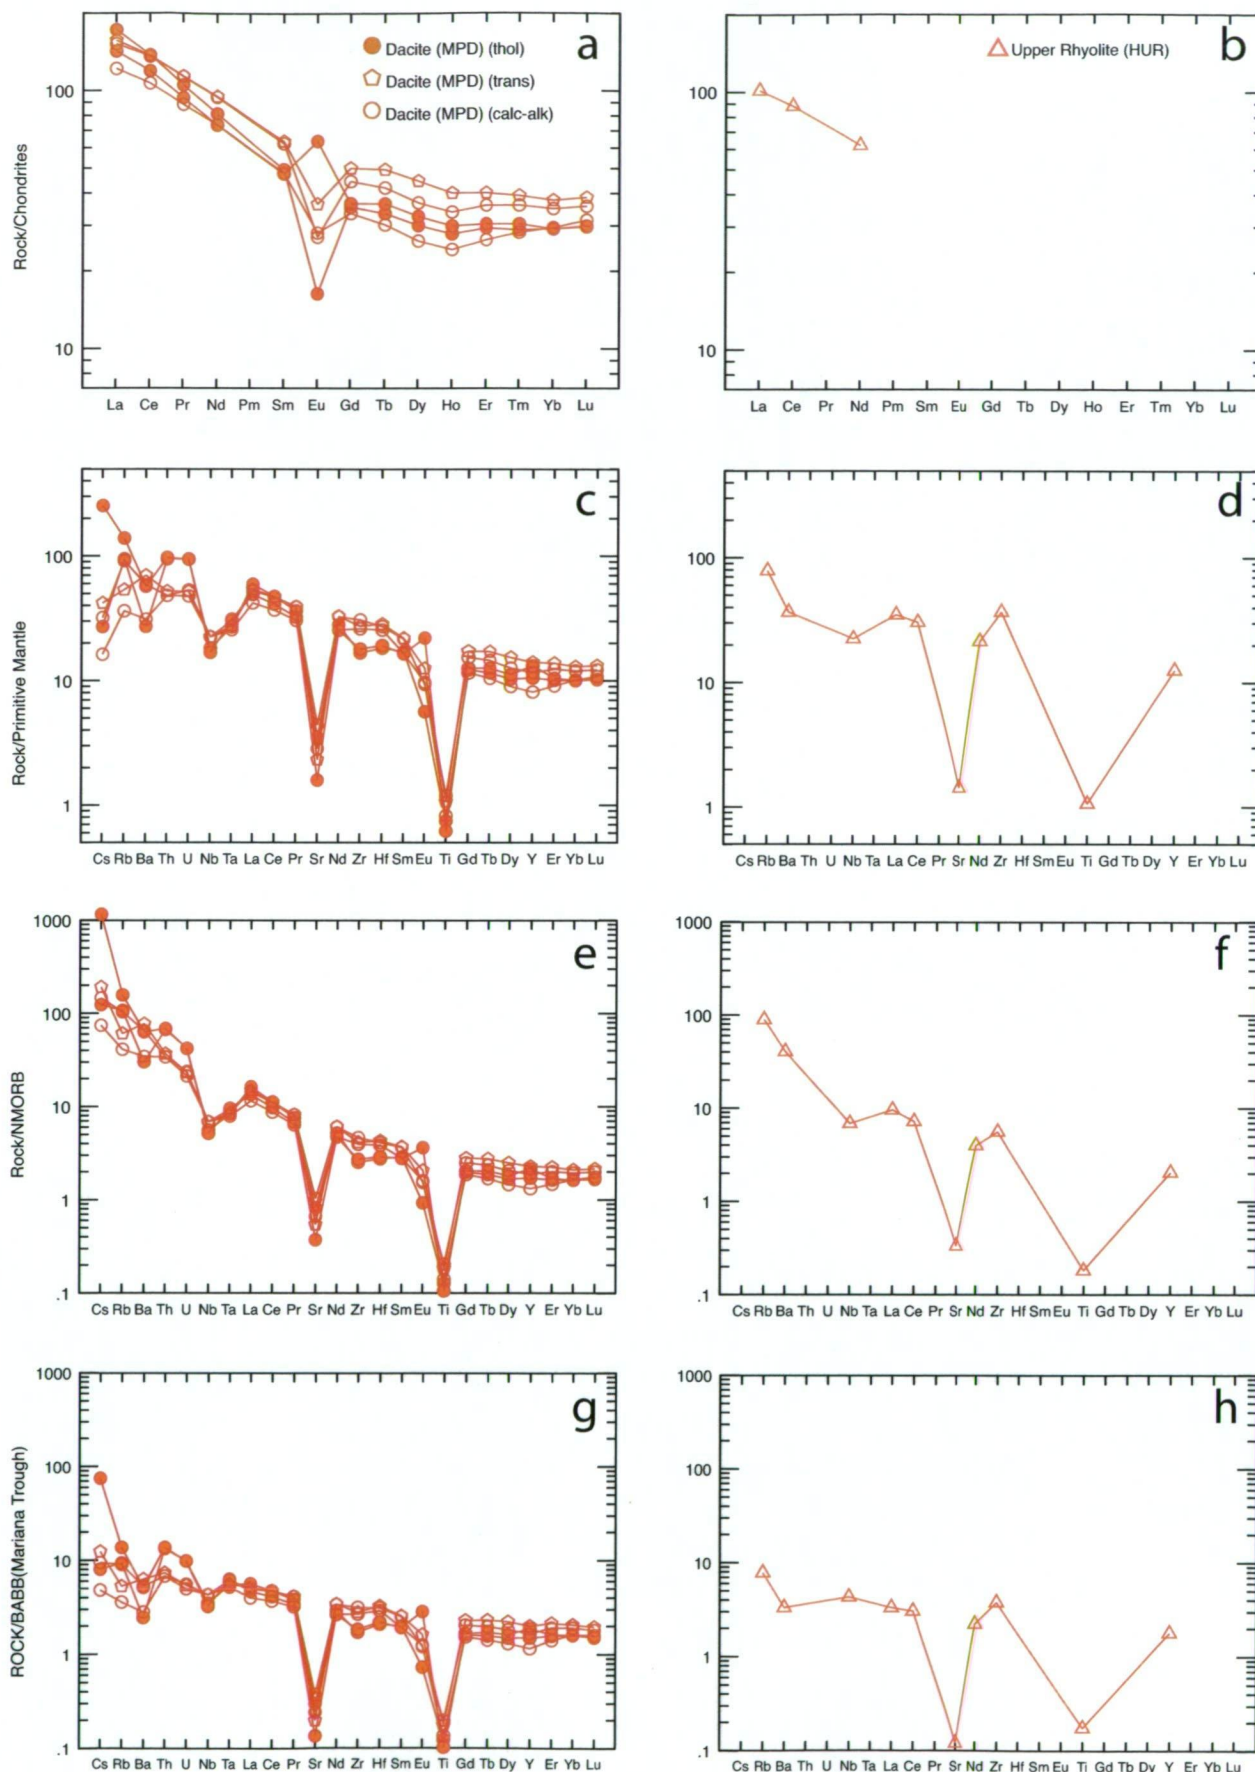 a
Dacite (MPD) (thol)
Dacite (MPD) (trans)
Dacite (MPD) (calc-alk)
Rock/Chondrites
100
10
La Ce Pr Nd Pm Sm Eu Gd Tb Dy Ho Er Tm Yb Lu
b
Upper Rhyolite (HUR)
100
10
La Ce Pr Nd Pm Sm Eu Gd Tb Dy Ho Er Tm Yb Lu
c
Rock/Primitive Mantle
100
10
1
Cs Rb Ba Th U Nb Ta La Ce Pr Sr Nd Zr Hf Sm Eu Ti Gd Tb Dy Y Er Yb Lu
d
100
10
1
Cs Rb Ba Th U Nb Ta La Ce Pr Sr Nd Zr Hf Sm Eu Ti Gd Tb Dy Y Er Yb Lu
e
Rock/NMORB
1000
100
10
1
.1
Cs Rb Ba Th U Nb Ta La Ce Pr Sr Nd Zr Hf Sm Eu Ti Gd Tb Dy Y Er Yb Lu
f
1000
100
10
1
.1
Cs Rb Ba Th U Nb Ta La Ce Pr Sr Nd Zr Hf Sm Eu Ti Gd Tb Dy Y Er Yb Lu
g
ROCK/BABB(Mariana Trough)
1000
100
10
1
.1
Cs Rb Ba Th U Nb Ta La Ce Pr Sr Nd Zr Hf Sm Eu Ti Gd Tb Dy Y Er Yb Lu
h
1000
100
10
1
.1
Cs Rb Ba Th U Nb Ta La Ce Pr Sr Nd Zr Hf Sm Eu Ti Gd Tb Dy Y Er Yb Lu